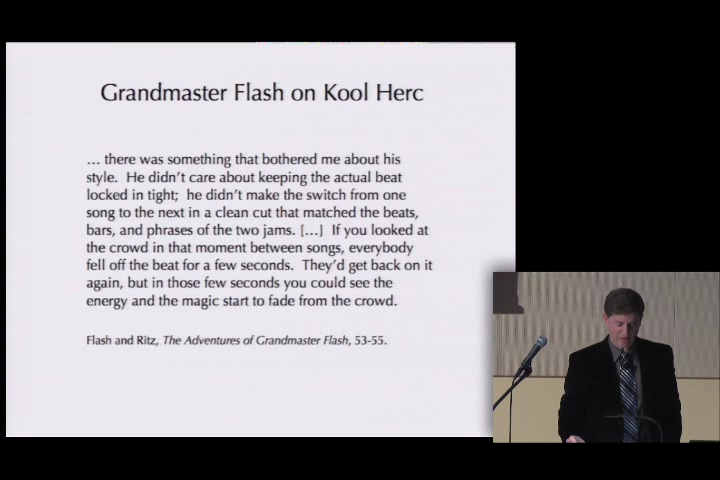 Grandmaster Flash on Kool Herc
... there was something that bothered me about his
style. He didn't care about keeping the actual beat
locked in tight; he didn't make the switch from one
song to the next in a clean cut that matched the beats,
bars, and phrases of the two jams. [...] If you looked at
the crowd in that moment between songs, everybody
fell off the beat for a few seconds. They'd get back on it
again, but in those few seconds you could see the
energy and the magic start to fade from the crowd.
Flash and Ritz, The Adventures of Grandmaster Flash, 53-55.